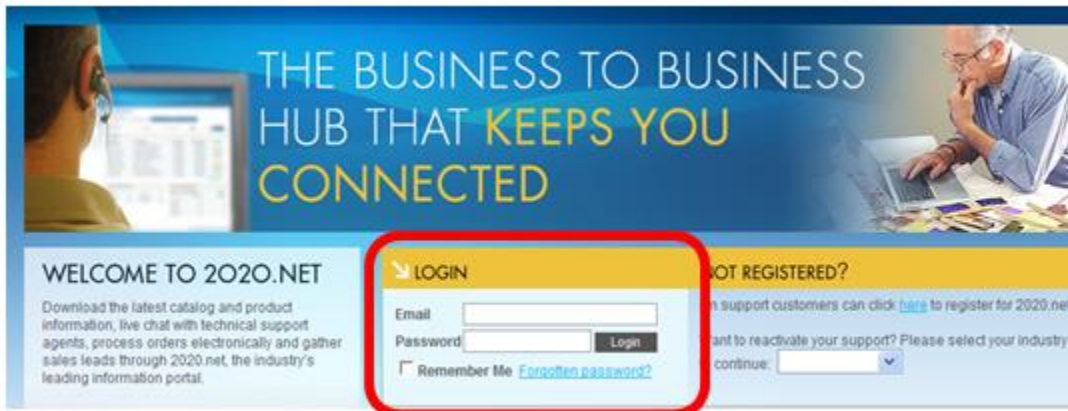 THE BUSINESS TO BUSINESS
HUB THAT KEEPS YOU
CONNECTED
WELCOME TO 2020.NET
Download the latest catalog and product
information, live chat with technical support
agents, process orders electronically and gather
sales leads through 2020.net, the industry's
leading information portal.
LOGIN
Email
Password
Login
Remember Me Forgotten password?
NOT REGISTERED?
support customers can click here to register for 2020.net
Want to reactivate your support? Please select your industry
continue: